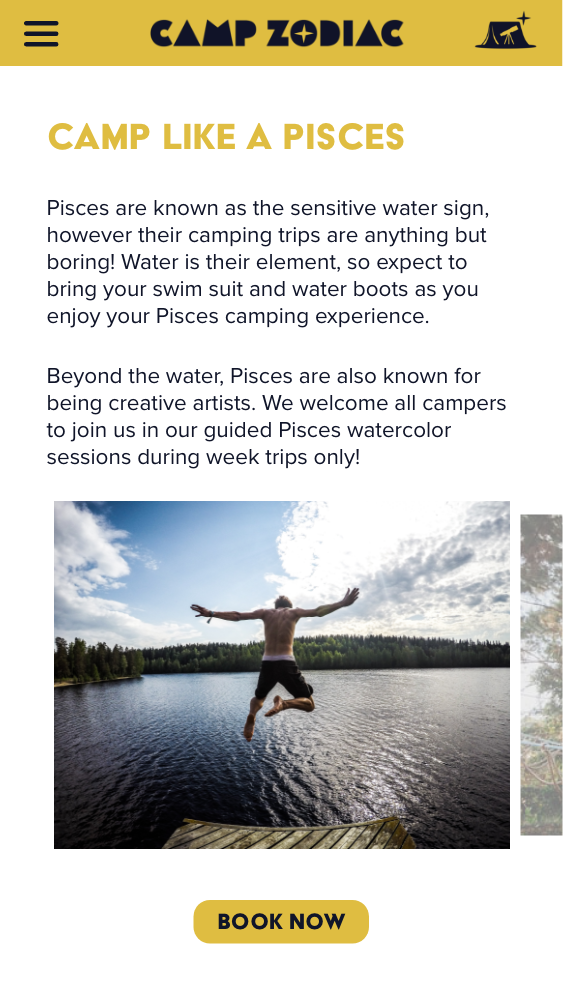 CAMP ZODIAC
CAMP LIKE A PISCES
Pisces are known as the sensitive water sign,
however their camping trips are anything but
boring! Water is their element, so expect to
bring your swim suit and water boots as you
enjoy your Pisces camping experience.
Beyond the water, Pisces are also known for
being creative artists. We welcome all campers
to join us in our guided Pisces watercolor
sessions during week trips only!
BOOK NOW